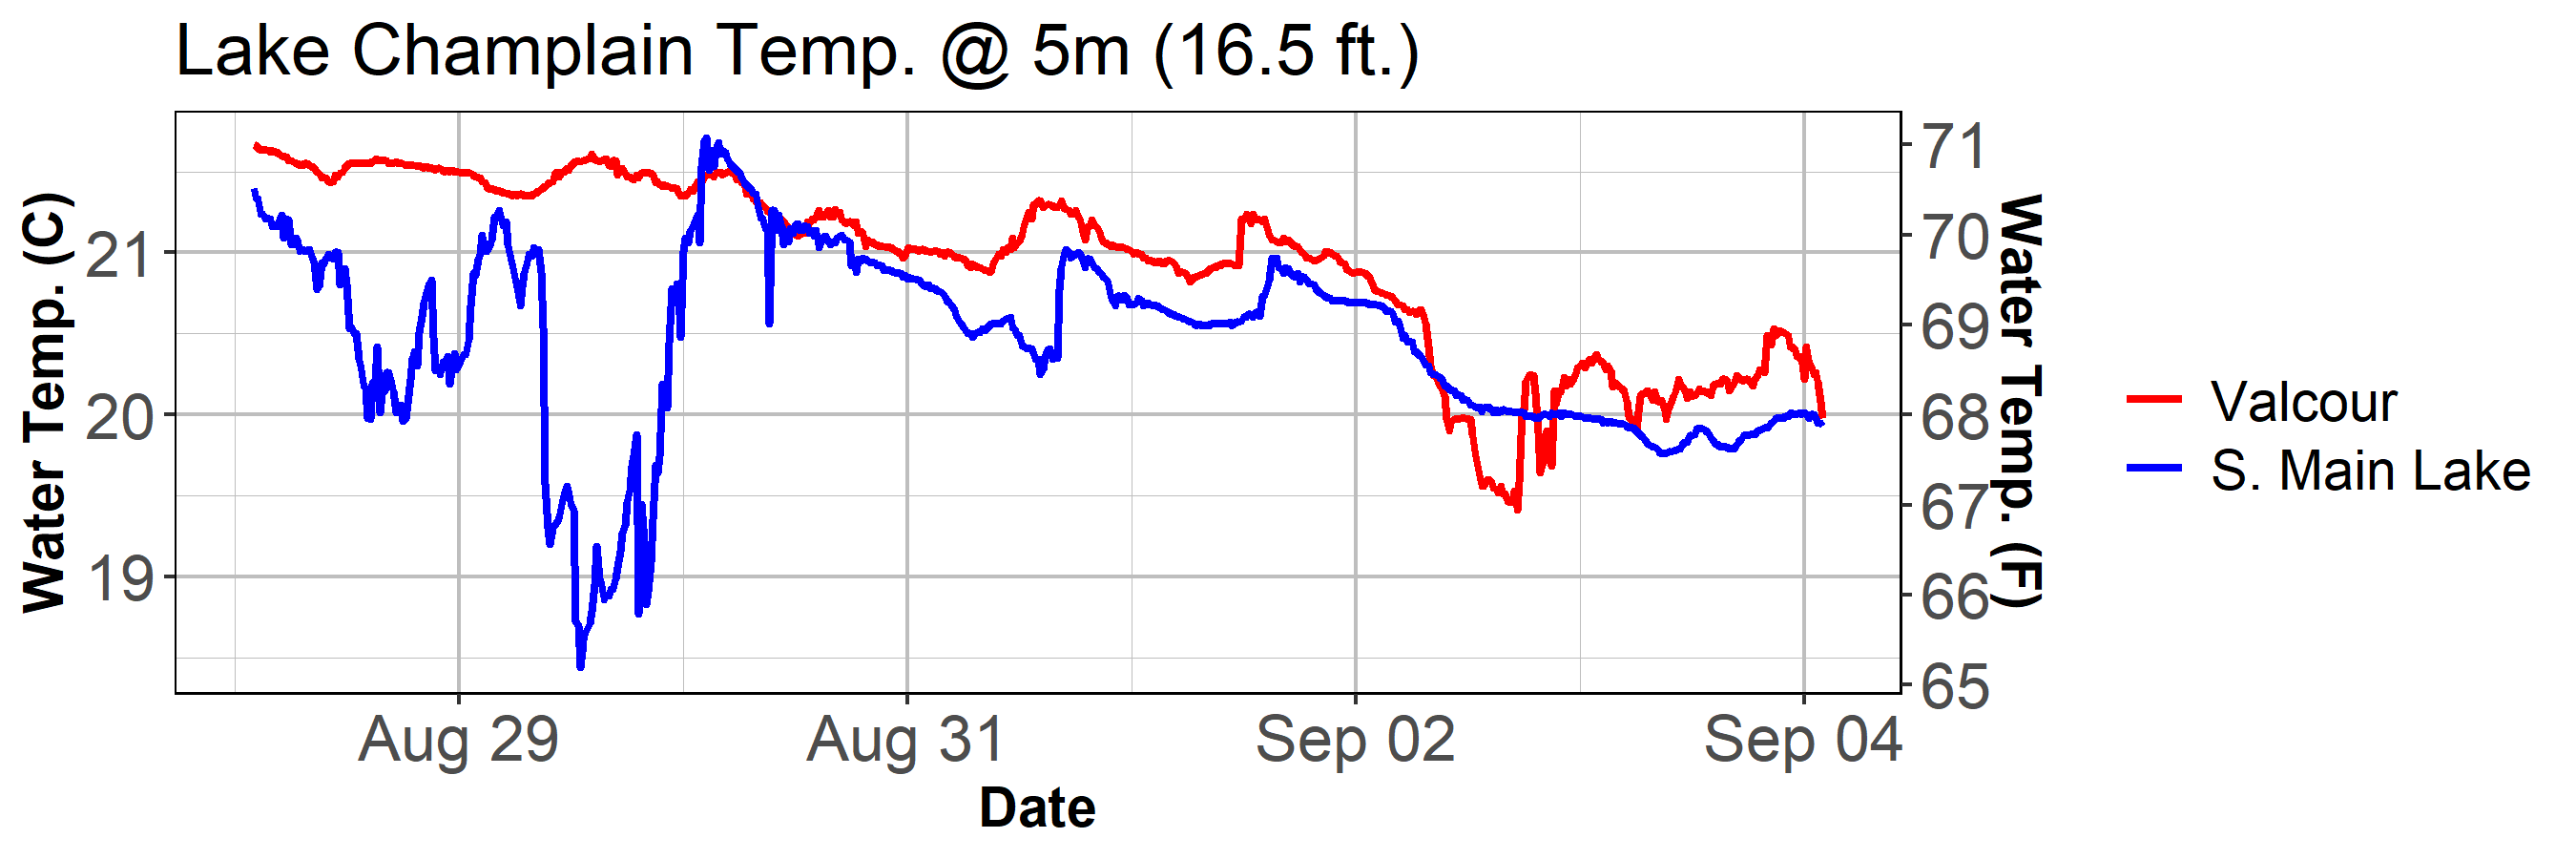 Lake Champlain Temp. @ 5m (16.5 ft.)
Water Temp. (C)
21
20
19
71
70
69
68
67
66
65
Water Temp. (F)
Aug 29
Aug 31
Sep 02
Sep 04
Date
Valcour
S. Main Lake